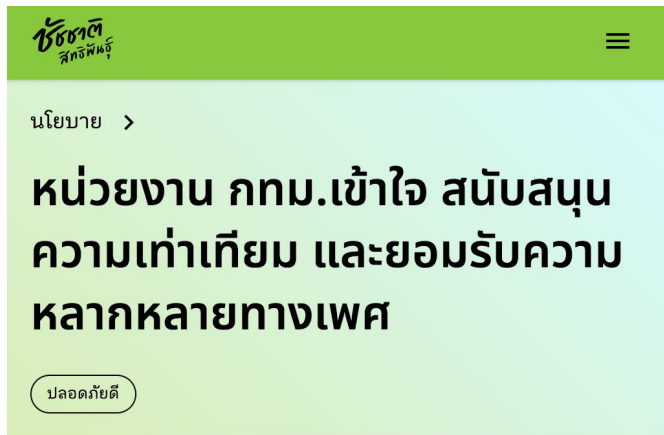 ชัชชาติ
สิทธิพันธุ์
นโยบาย
หน่วยงาน กทม.เข้าใจ สนับสนุน
ความเท่าเทียม และยอมรับความ
หลากหลายทางเพศ
ปลอดภัยดี